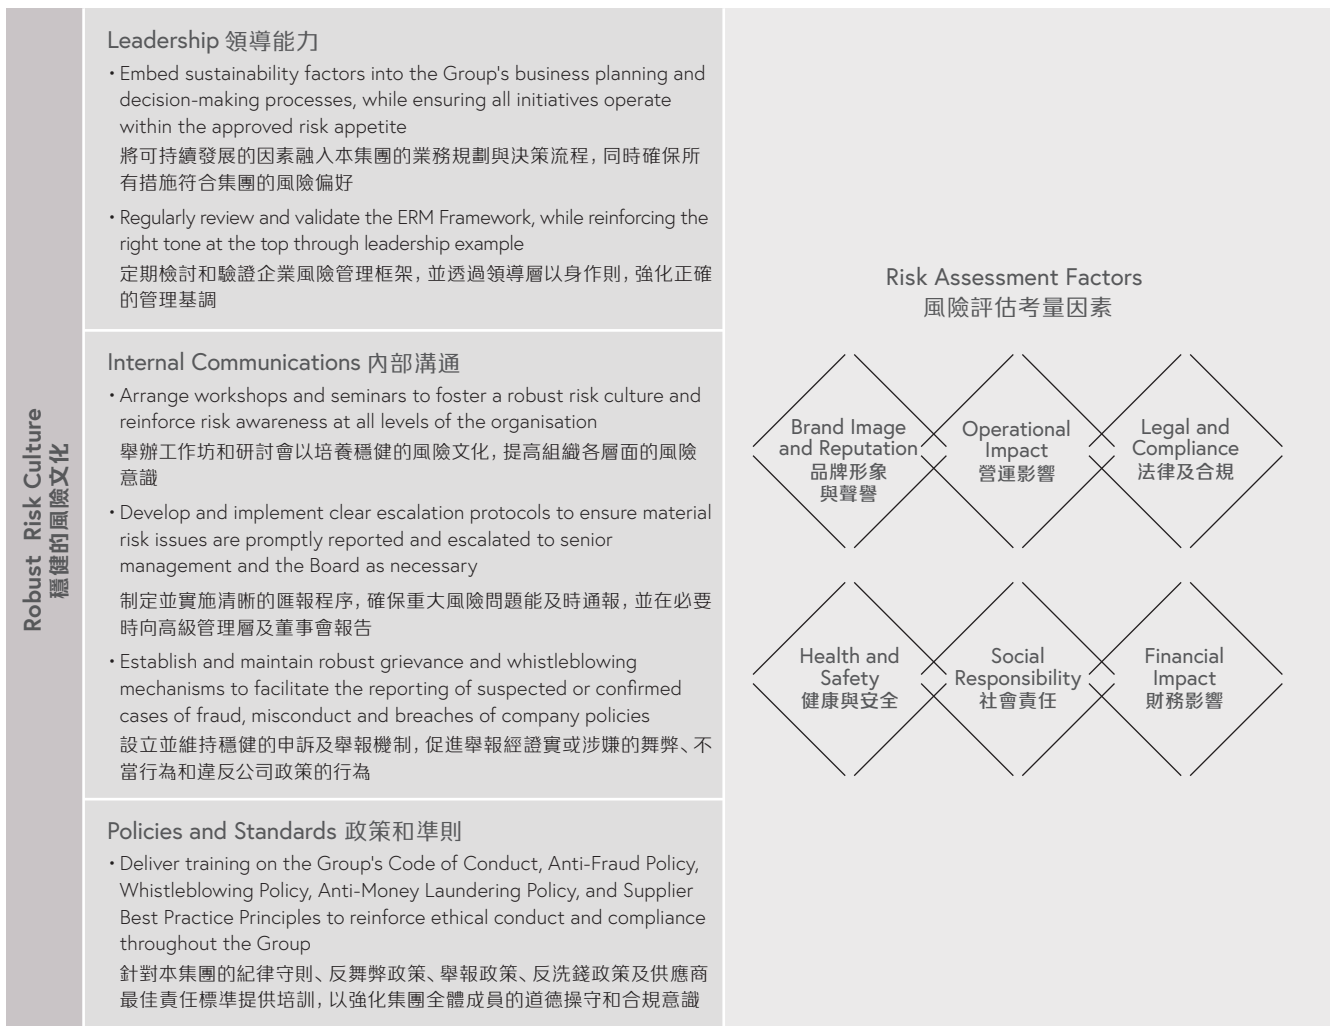 Robust Risk Culture
穩健的風險文化
Leadership 領導能力
• Embed sustainability factors into the Group's business planning and
decision-making processes, while ensuring all initiatives operate
within the approved risk appetite
將可持續發展的因素融入本集團的業務規劃與決策流程，同時確保所
有措施符合集團的風險偏好
• Regularly review and validate the ERM Framework, while reinforcing the
right tone at the top through leadership example
定期檢討和驗證企業風險管理框架，並透過領導層以身作則，強化正確
的管理基調
Internal Communications 內部溝通
• Arrange workshops and seminars to foster a robust risk culture and
reinforce risk awareness at all levels of the organisation
舉辦工作坊和研討會以培養穩健的風險文化，提高組織各層面的風險
意識
• Develop and implement clear escalation protocols to ensure material
risk issues are promptly reported and escalated to senior
management and the Board as necessary
制定並實施清晰的匯報程序，確保重大風險問題能及時通報，並在必要
時向高級管理層及董事會報告
• Establish and maintain robust grievance and whistleblowing
mechanisms to facilitate the reporting of suspected or confirmed
cases of fraud, misconduct and breaches of company policies
設立並維持穩健的申訴及舉報機制，促進舉報經證實或涉嫌的舞弊、不
當行為和違反公司政策的行為
Policies and Standards 政策和準則
• Deliver training on the Group's Code of Conduct, Anti-Fraud Policy,
Whistleblowing Policy, Anti-Money Laundering Policy, and Supplier
Best Practice Principles to reinforce ethical conduct and compliance
throughout the Group
針對本集團的紀律守則、反舞弊政策、舉報政策、反洗錢政策及供應商
最佳責任標準提供培訓，以強化集團全體成員的道德操守和合規意識
Risk Assessment Factors
風險評估考量因素
Brand Image
and Reputation
品牌形象
與聲譽
Operational
Impact
營運影響
Legal and
Compliance
法律及合規
Health and
Safety
健康與安全
Social
Responsibility
社會責任
Financial
Impact
財務影響